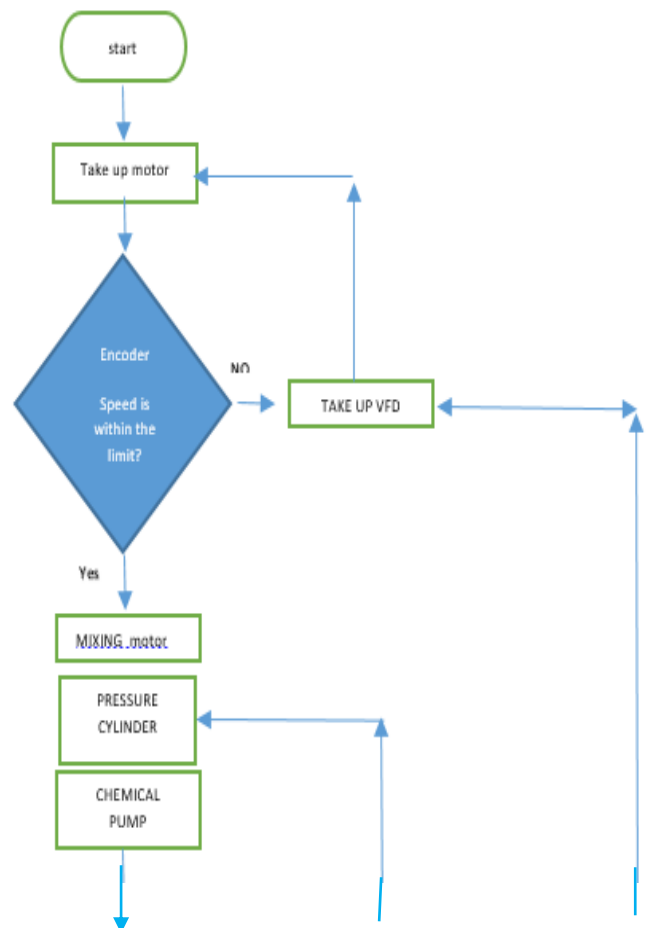 start
Take up motor
Encoder
Speed is
within the
limit?
NO
TAKE UP VFD
Yes
MIXING motor
PRESSURE
CYLINDER
CHEMICAL
PUMP